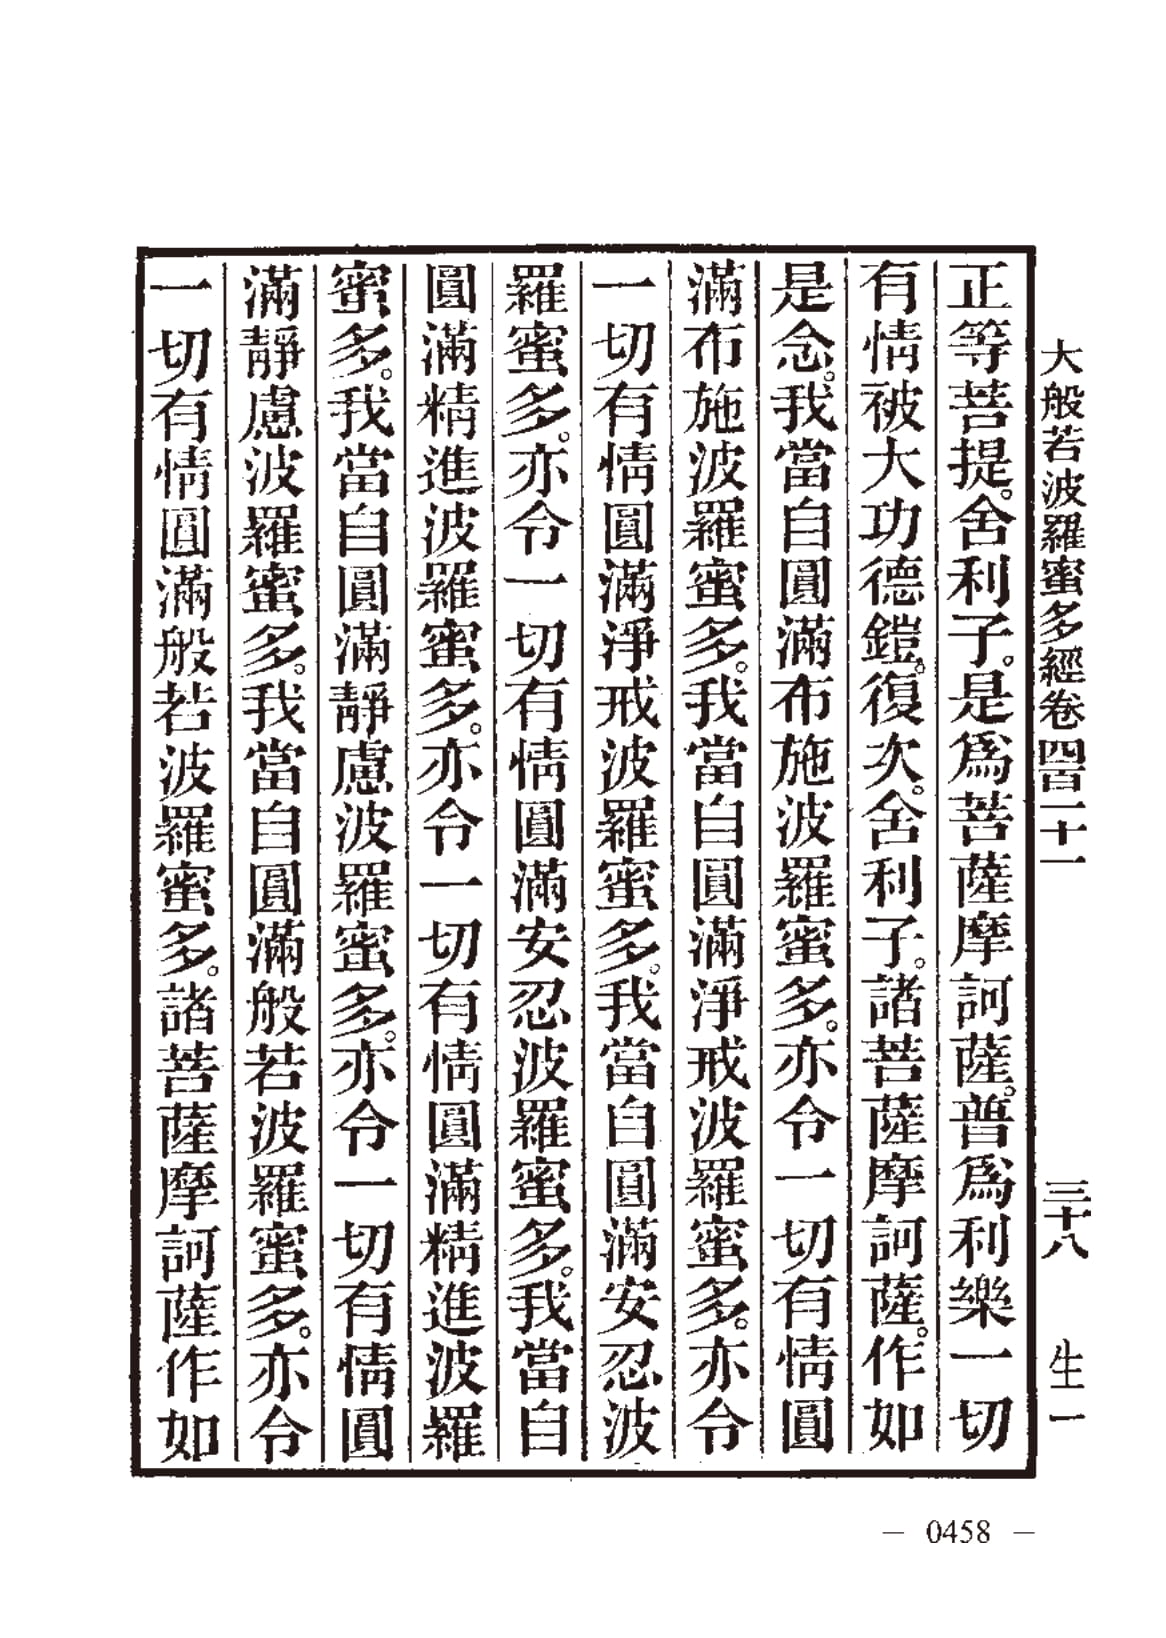 大般若波羅蜜多經卷四百一十一 三十八 生一
正等菩提。舍利子。是爲菩薩摩訶薩。普爲利樂一切
有情被大功德鎧。復次。舍利子。諸菩薩摩訶薩。作如
是念。我當自圓滿布施波羅蜜多。亦令一切有情圓
滿布施波羅蜜多。我當自圓滿淨戒波羅蜜多。亦令
一切有情圓滿淨戒波羅蜜多。我當自圓滿安忍波
羅蜜多。亦令一切有情圓滿安忍波羅蜜多。我當自
圓滿精進波羅蜜多。亦令一切有情圓滿精進波羅
蜜多。我當自圓滿靜慮波羅蜜多。亦令一切有情圓
滿靜慮波羅蜜多。我當自圓滿般若波羅蜜多。亦令
一切有情圓滿般若波羅蜜多。諸菩薩摩訶薩作如
— 0458 —